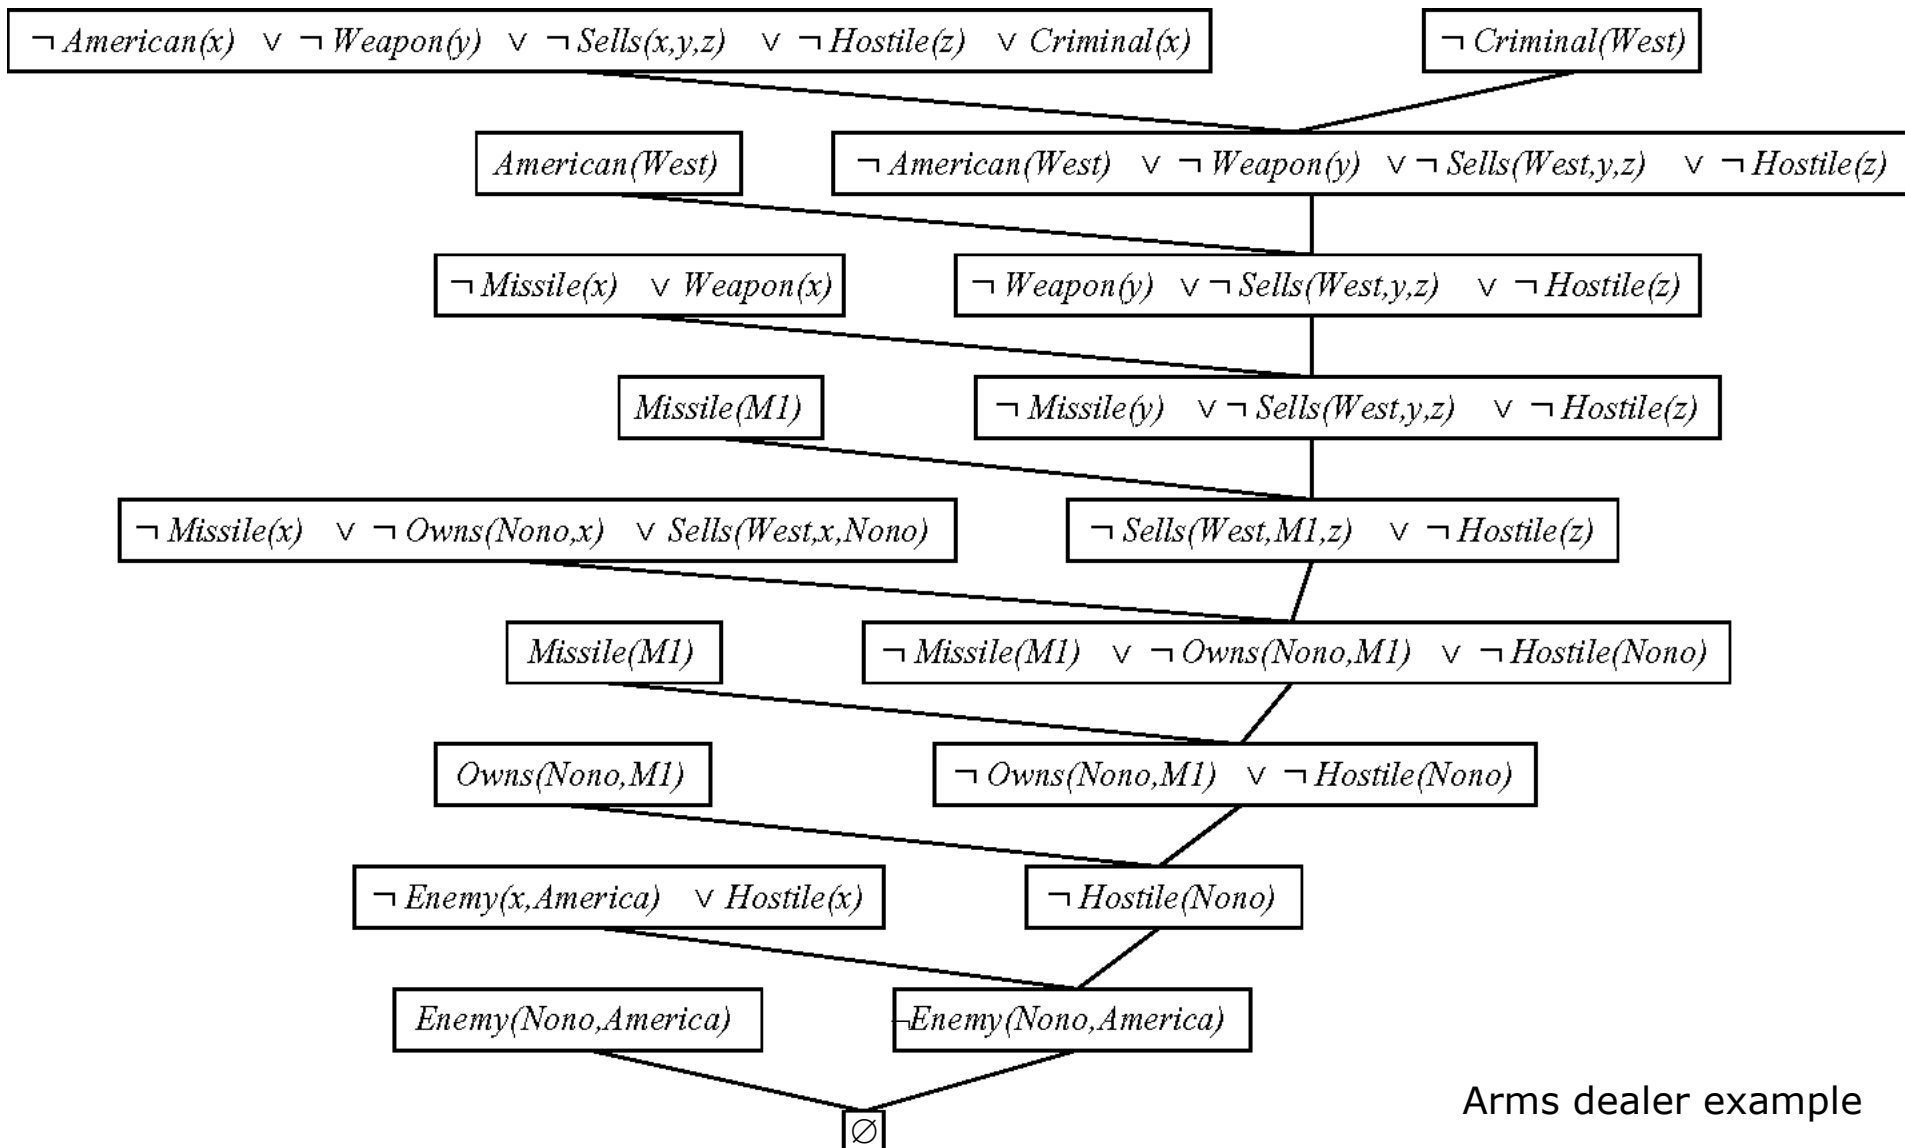 ¬ American(x) ∨ ¬ Weapon(y) ∨ ¬ Sells(x,y,z) ∨ ¬ Hostile(z) ∨ Criminal(x)
¬ Criminal(West)
American(West)
¬ American(West) ∨ ¬ Weapon(y) ∨ ¬ Sells(West,y,z) ∨ ¬ Hostile(z)
¬ Missile(x) ∨ Weapon(x)
¬ Weapon(y) ∨ ¬ Sells(West,y,z) ∨ ¬ Hostile(z)
Missile(M1)
¬ Missile(y) ∨ ¬ Sells(West,y,z) ∨ ¬ Hostile(z)
¬ Missile(x) ∨ ¬ Owns(Nono,x) ∨ Sells(West,x,Nono)
¬ Sells(West,M1,z) ∨ ¬ Hostile(z)
Missile(M1)
¬ Missile(M1) ∨ ¬ Owns(Nono,M1) ∨ ¬ Hostile(Nono)
Owns(Nono,M1)
¬ Owns(Nono,M1) ∨ ¬ Hostile(Nono)
¬ Enemy(x,America) ∨ Hostile(x)
¬ Hostile(Nono)
Enemy(Nono,America)
¬Enemy(Nono,America)
∅
Arms dealer example